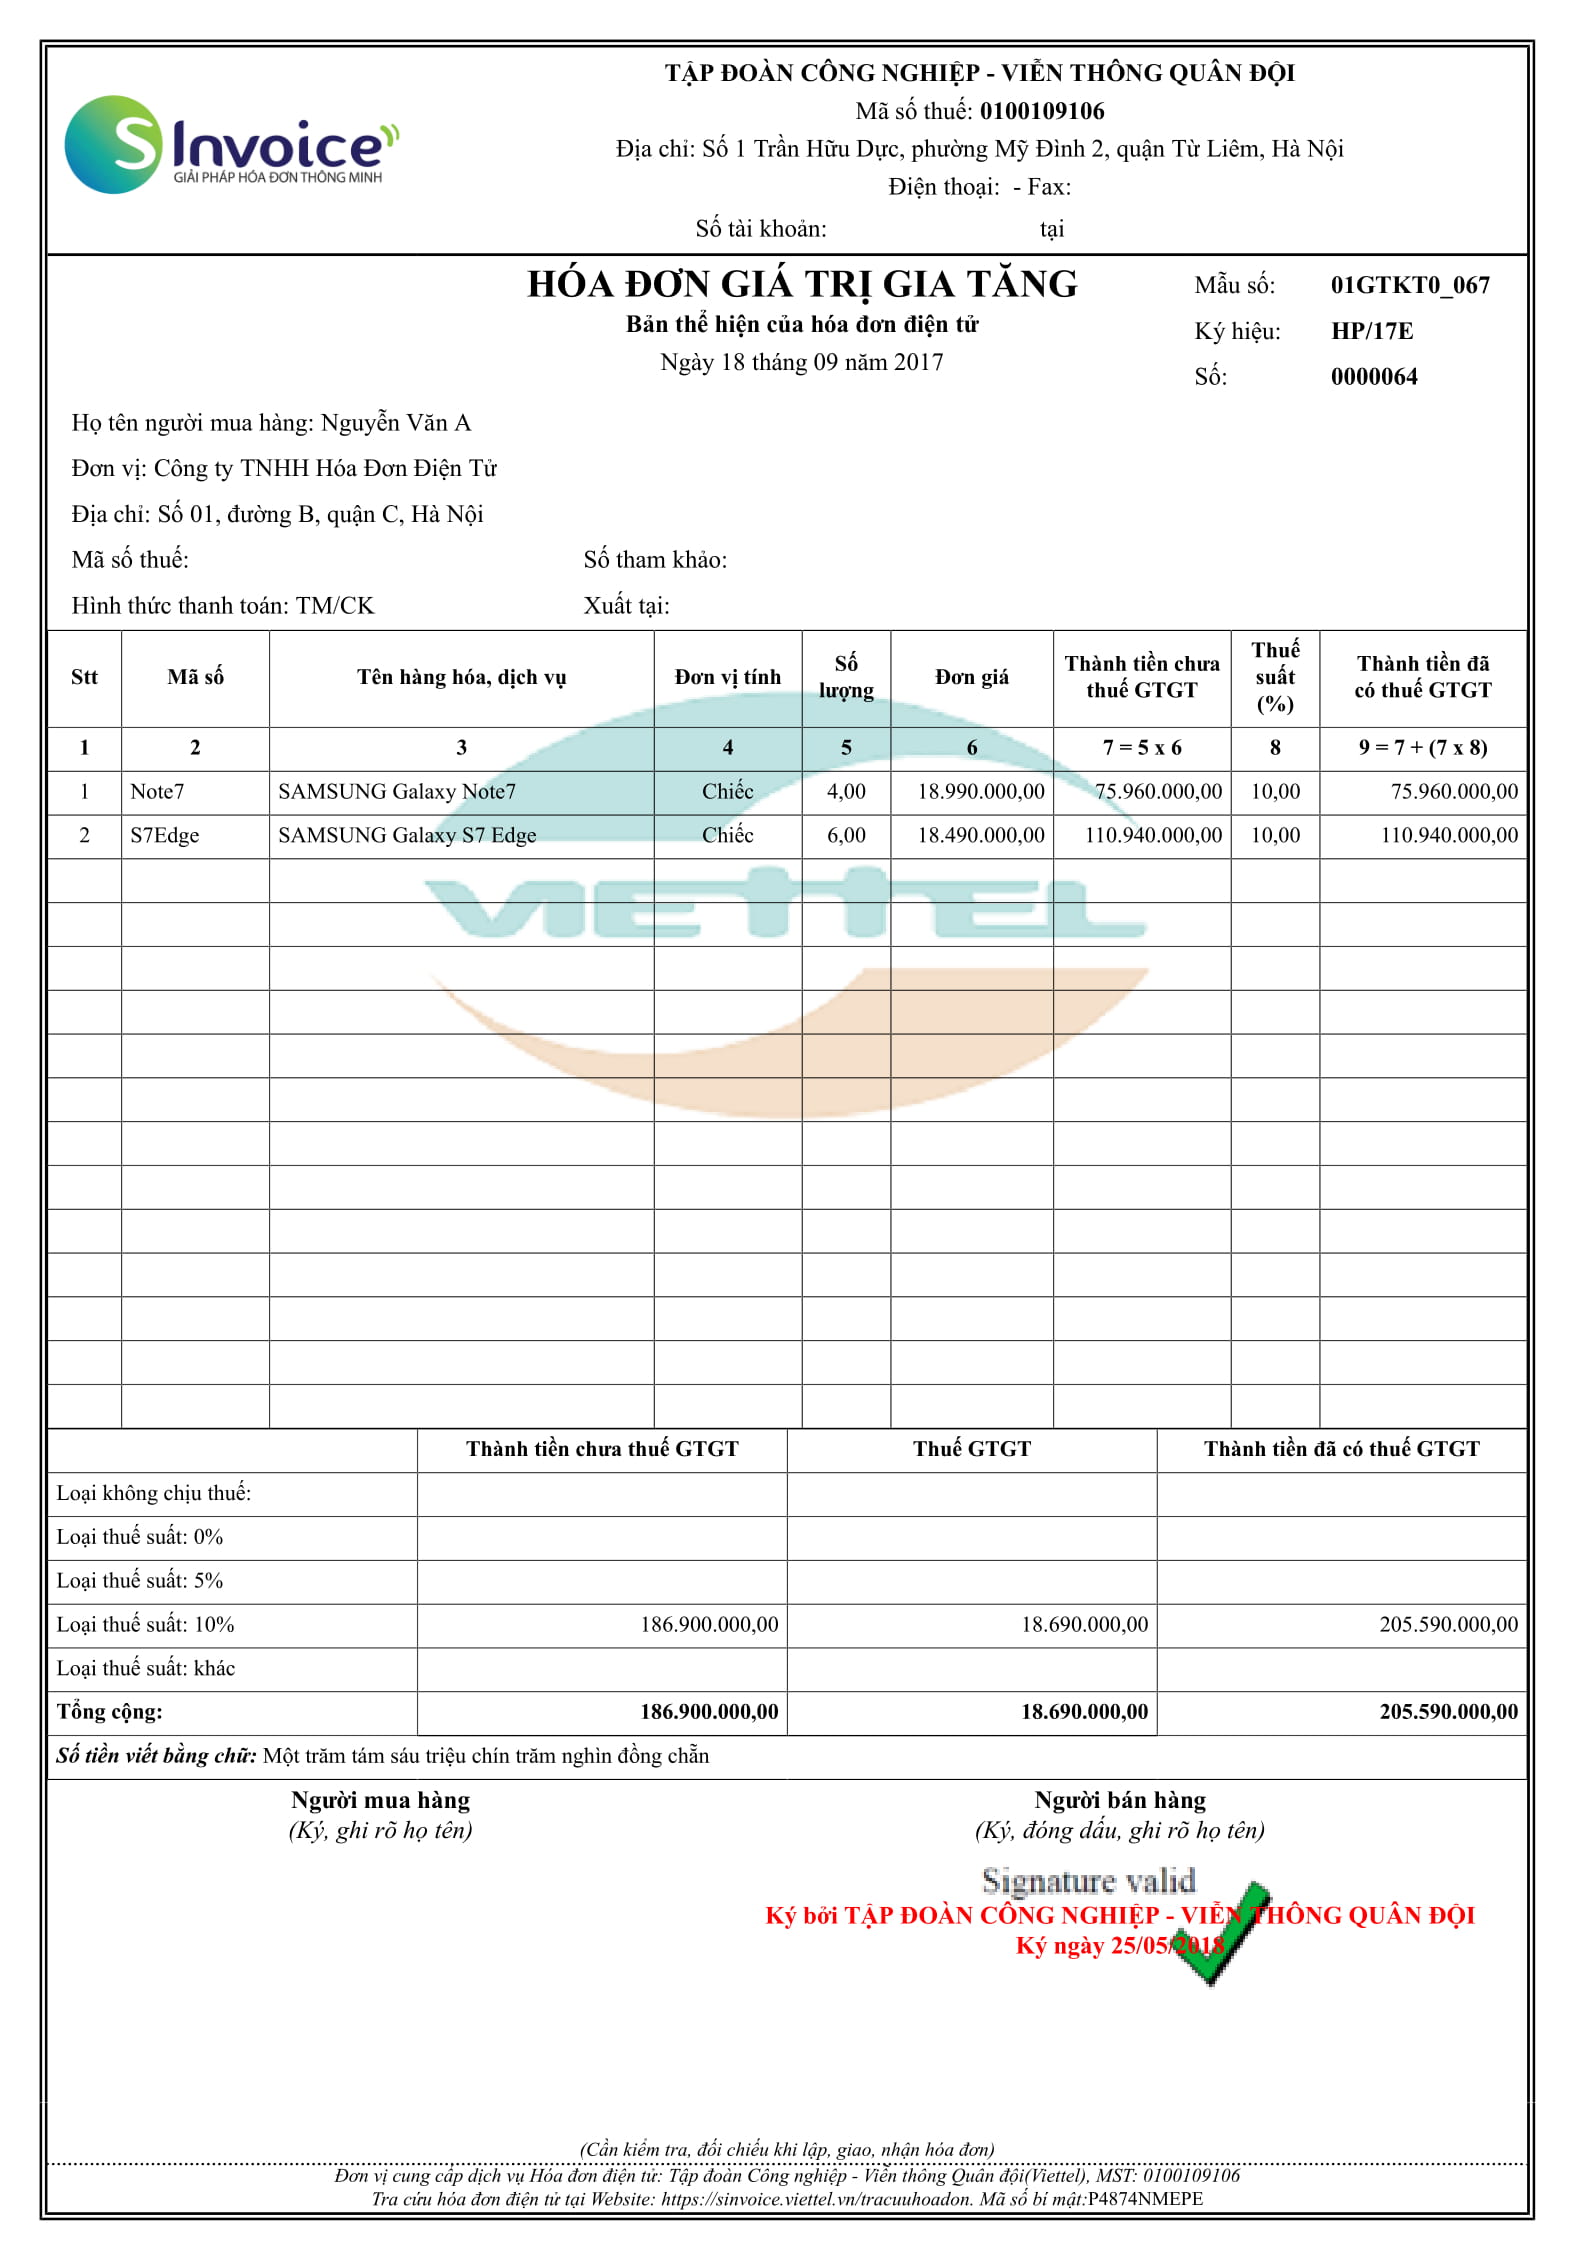 S Invoice
GIẢI PHÁP HÓA ĐƠN THÔNG MINH
TẬP ĐOÀN CÔNG NGHIỆP - VIỄN THÔNG QUÂN ĐỘI
Mã số thuế: 0100109106
Địa chỉ: Số 1 Trần Hữu Dực, phường Mỹ Đình 2, quận Từ Liêm, Hà Nội
Điện thoại: - Fax:
Số tài khoản: tại
HÓA ĐƠN GIÁ TRỊ GIA TĂNG
Bản thể hiện của hóa đơn điện tử
Ngày 18 tháng 09 năm 2017
Mẫu số: 01GTKT0_067
Ký hiệu: HP/17E
Số: 0000064
Họ tên người mua hàng: Nguyễn Văn A
Đơn vị: Công ty TNHH Hóa Đơn Điện Tử
Địa chỉ: Số 01, đường B, quận C, Hà Nội
Mã số thuế: Số tham khảo:
Hình thức thanh toán: TM/CK Xuất tại:
Stt Mã số Tên hàng hóa, dịch vụ Đơn vị tính Số lượng Đơn giá Thành tiền chưa thuế GTGT Thuế suất (%) Thành tiền đã có thuế GTGT
1 2 3 4 5 6 7 = 5 x 6 8 9 = 7 + (7 x 8)
1 Note7 SAMSUNG Galaxy Note7 Chiếc 4,00 18.990.000,00 75.960.000,00 10,00 75.960.000,00
2 S7Edge SAMSUNG Galaxy S7 Edge Chiếc 6,00 18.490.000,00 110.940.000,00 10,00 110.940.000,00
VIETTEL
Thành tiền chưa thuế GTGT Thuế GTGT Thành tiền đã có thuế GTGT
Loại không chịu thuế:
Loại thuế suất: 0%
Loại thuế suất: 5%
Loại thuế suất: 10% 186.900.000,00 18.690.000,00 205.590.000,00
Loại thuế suất: khác
Tổng cộng: 186.900.000,00 18.690.000,00 205.590.000,00
Số tiền viết bằng chữ: Một trăm tám sáu triệu chín trăm nghìn đồng chẵn
Người mua hàng Người bán hàng
(Ký, ghi rõ họ tên) (Ký, đóng dấu, ghi rõ họ tên)
Signature valid
Ký bởi TẬP ĐOÀN CÔNG NGHIỆP - VIỄN THÔNG QUÂN ĐỘI
Ký ngày 25/05/2018
(Cần kiểm tra, đối chiếu khi lập, giao, nhận hóa đơn)
Đơn vị cung cấp dịch vụ Hóa đơn điện tử: Tập đoàn Công nghiệp - Viễn thông Quân đội(Viettel), MST: 0100109106
Tra cứu hóa đơn điện tử tại Website: https://sinvoice.viettel.vn/tracuuhoadon. Mã số bí mật:P4874NMEPE